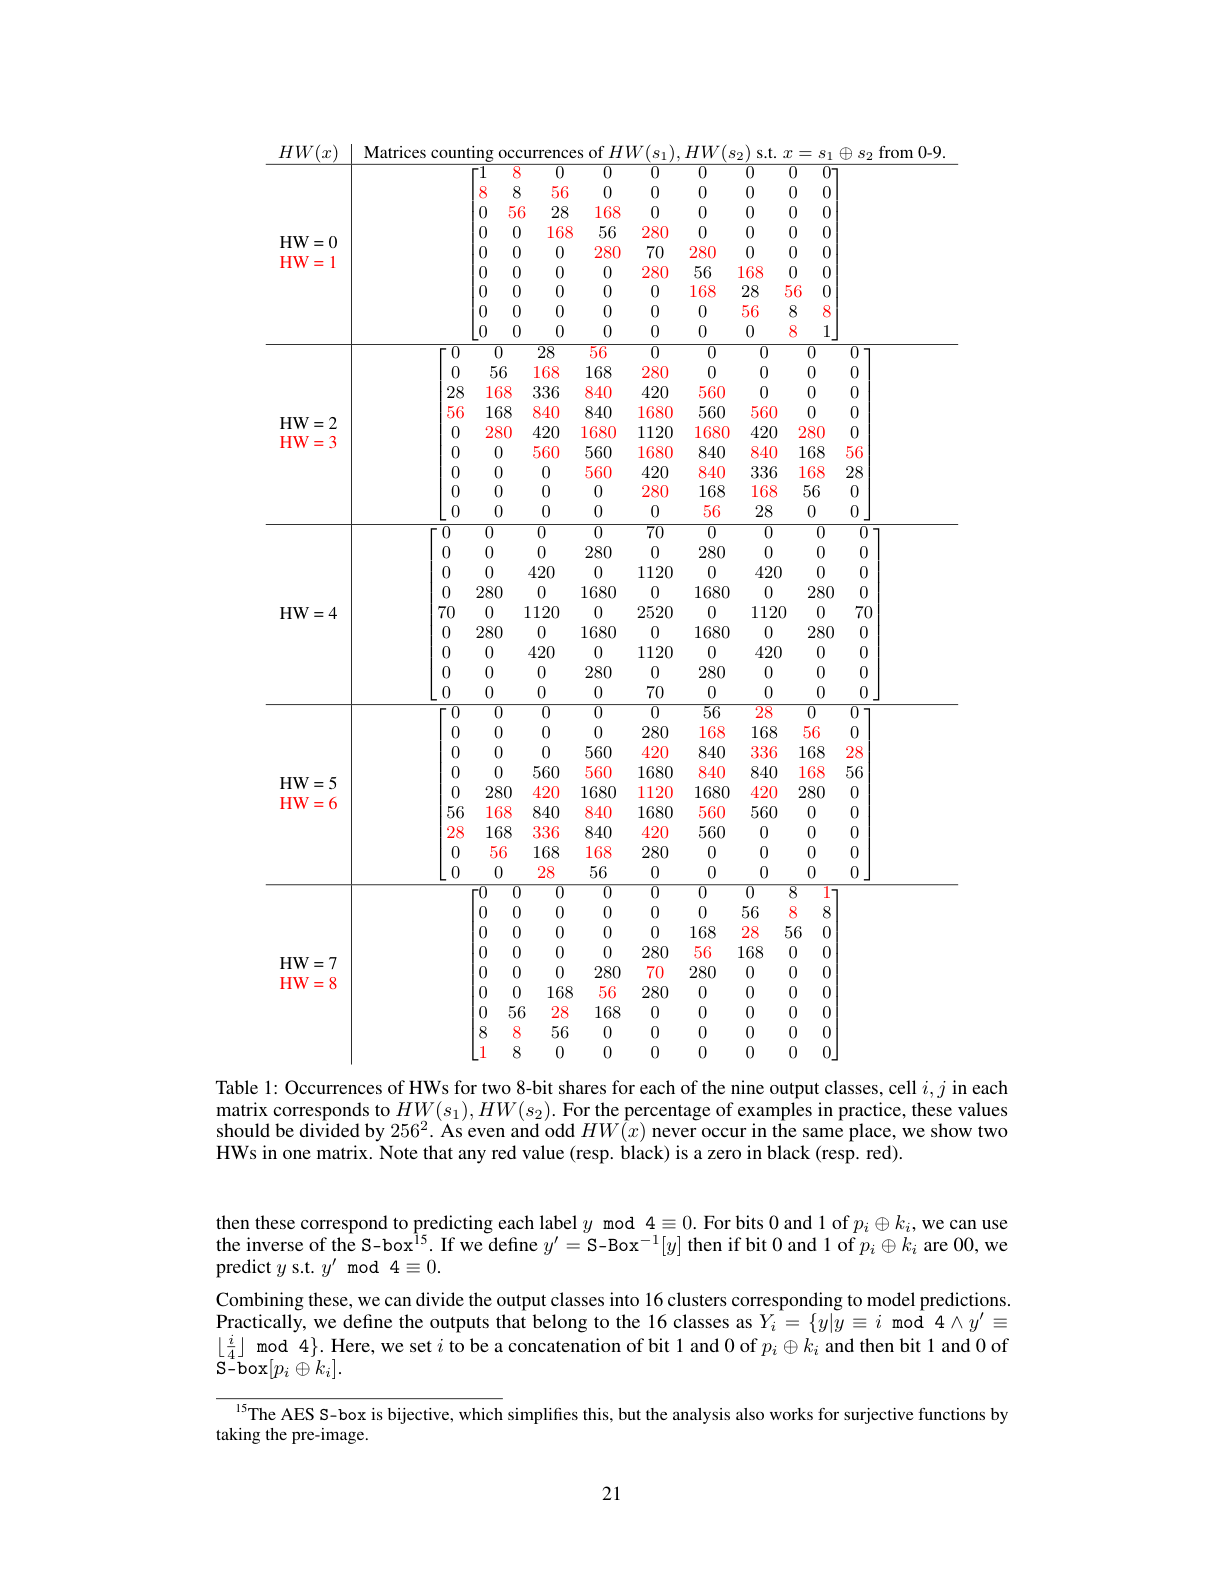 HW(x) Matrices counting occurrences of HW(s1), HW(s2) s.t. x = s1 ⊕ s2 from 0-9.
HW = 0
HW = 1
1 8 0 0 0 0 0 0 0
8 8 56 0 0 0 0 0 0
0 56 28 168 0 0 0 0 0
0 0 168 56 280 0 0 0 0
0 0 0 280 70 280 0 0 0
0 0 0 0 280 56 168 0 0
0 0 0 0 0 168 28 56 0
0 0 0 0 0 0 56 8 8
0 0 0 0 0 0 0 8 1
HW = 2
HW = 3
0 0 28 56 0 0 0 0 0
0 56 168 168 280 0 0 0 0
28 168 336 840 420 560 0 0 0
56 168 840 840 1680 560 560 0 0
0 280 420 1680 1120 1680 420 280 0
0 0 560 560 1680 840 840 168 56
0 0 0 560 420 840 336 168 28
0 0 0 0 280 168 168 56 0
0 0 0 0 0 56 28 0 0
HW = 4
0 0 0 0 70 0 0 0 0
0 0 0 280 0 280 0 0 0
0 0 420 0 1120 0 420 0 0
0 280 0 1680 0 1680 0 280 0
70 0 1120 0 2520 0 1120 0 70
0 280 0 1680 0 1680 0 280 0
0 0 420 0 1120 0 420 0 0
0 0 0 280 0 280 0 0 0
0 0 0 0 70 0 0 0 0
HW = 5
HW = 6
0 0 0 0 0 56 28 0 0
0 0 0 0 280 168 168 56 0
0 0 0 560 420 840 336 168 28
0 0 560 560 1680 840 840 168 56
0 280 420 1680 1120 1680 420 280 0
56 168 840 840 1680 560 560 0 0
28 168 336 840 420 560 0 0 0
0 56 168 168 280 0 0 0 0
0 0 28 56 0 0 0 0 0
HW = 7
HW = 8
0 0 0 0 0 0 0 8 1
0 0 0 0 0 0 56 8 8
0 0 0 0 0 168 28 56 0
0 0 0 0 280 56 168 0 0
0 0 0 280 70 280 0 0 0
0 0 168 56 280 0 0 0 0
0 56 28 168 0 0 0 0 0
8 8 56 0 0 0 0 0 0
1 8 0 0 0 0 0 0 0
Table 1: Occurrences of HWs for two 8-bit shares for each of the nine output classes, cell i, j in each
matrix corresponds to HW(s1), HW(s2). For the percentage of examples in practice, these values
should be divided by 256². As even and odd HW(x) never occur in the same place, we show two
HWs in one matrix. Note that any red value (resp. black) is a zero in black (resp. red).
then these correspond to predicting each label y mod 4 ≡ 0. For bits 0 and 1 of pᵢ ⊕ kᵢ, we can use
the inverse of the S-box¹⁵. If we define y′ = S-Box⁻¹[y] then if bit 0 and 1 of pᵢ ⊕ kᵢ are 00, we
predict y s.t. y′ mod 4 ≡ 0.
Combining these, we can divide the output classes into 16 clusters corresponding to model predictions.
Practically, we define the outputs that belong to the 16 classes as Yᵢ = {y|y ≡ i mod 4 ∧ y′ ≡
⌊i/4⌋ mod 4}. Here, we set i to be a concatenation of bit 1 and 0 of pᵢ ⊕ kᵢ and then bit 1 and 0 of
S-box[pᵢ ⊕ kᵢ].
¹⁵The AES S-box is bijective, which simplifies this, but the analysis also works for surjective functions by
taking the pre-image.
21